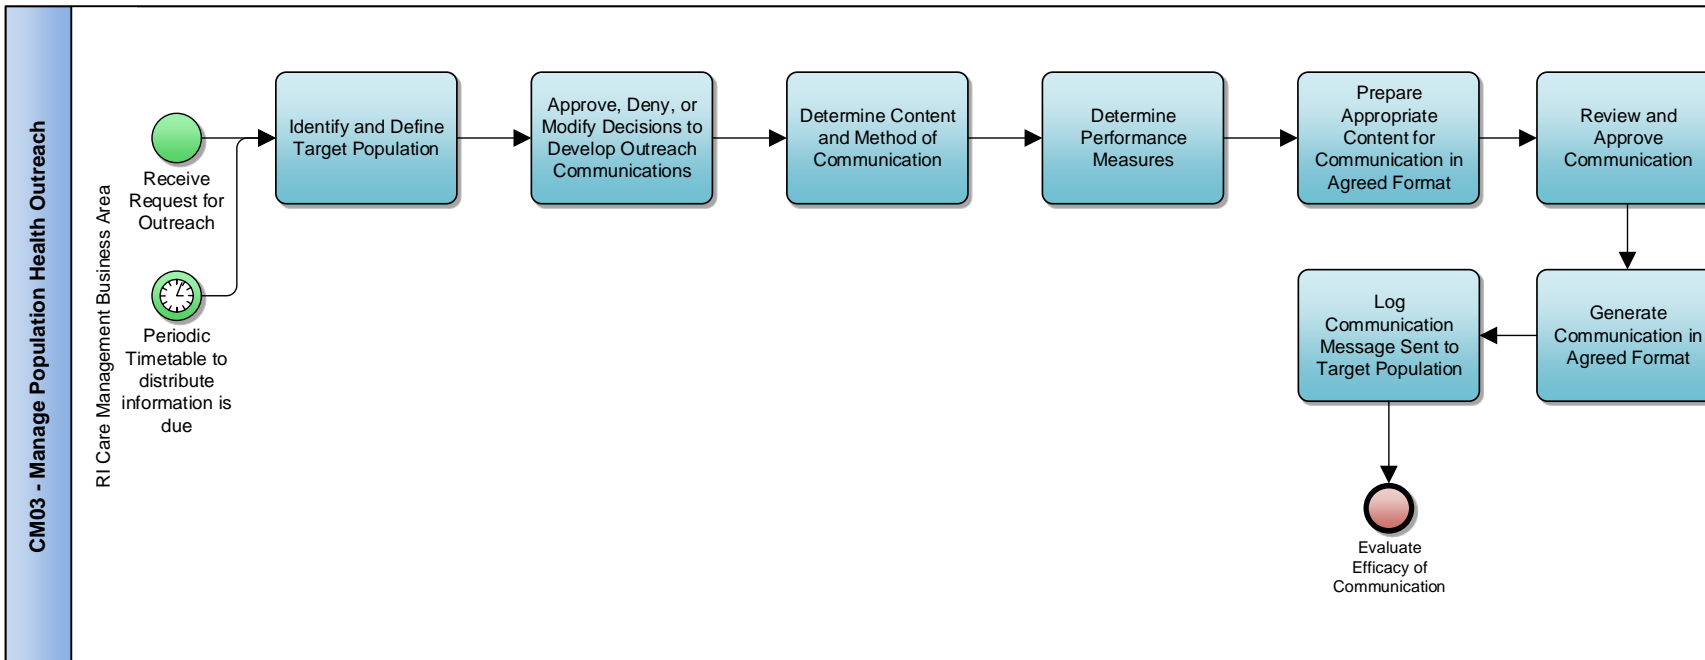 CM03 - Manage Population Health Outreach
RI Care Management Business Area
Receive
Request for
Outreach
Periodic
Timetable to
distribute
information is
due
Identify and Define
Target Population
Approve, Deny, or
Modify Decisions to
Develop Outreach
Communications
Determine Content
and Method of
Communication
Determine
Performance
Measures
Prepare
Appropriate
Content for
Communication in
Agreed Format
Review and
Approve
Communication
Generate
Communication in
Agreed Format
Log
Communication
Message Sent to
Target Population
Evaluate
Efficacy of
Communication